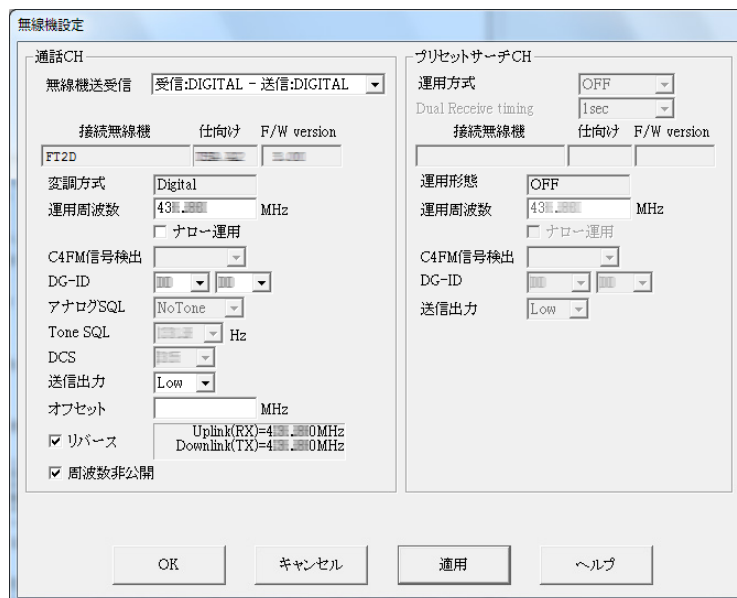 無線機設定
通話CH
無線機送受信 受信:DIGITAL - 送信:DIGITAL
接続無線機 仕向け F/W version
FT2D
変調方式 Digital
運用周波数 43 MHz
ナロー運用
C4FM信号検出
DG-ID
アナログSQL NoTone
Tone SQL Hz
DCS
送信出力 Low
オフセット MHz
リバース Uplink(RX)=4 0MHz
Downlink(TX)=4 0MHz
周波数非公開
プリセットサーチCH
運用方式 OFF
Dual Receive timing 1sec
接続無線機 仕向け F/W version
運用形態 OFF
運用周波数 43 MHz
ナロー運用
C4FM信号検出
DG-ID
送信出力 Low
OK キャンセル 適用 ヘルプ